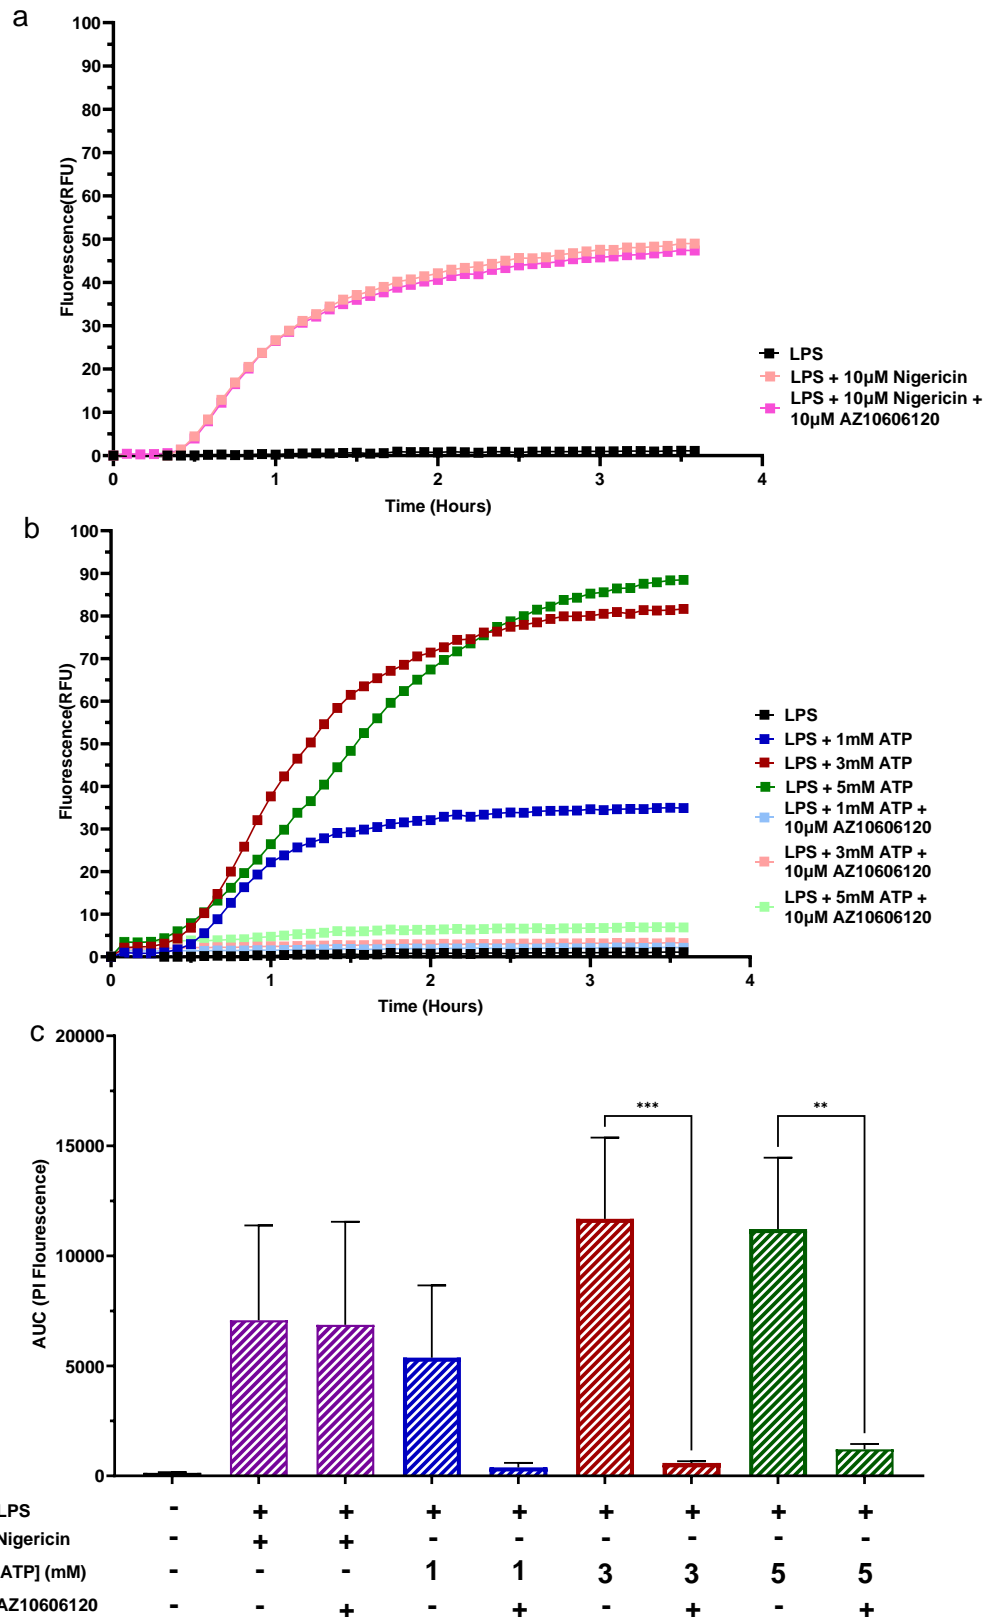 a
100
90
80
70
60
50
40
30
20
10
0
Fluorescence(RFU)
0 1 2 3 4
Time (Hours)
LPS
LPS + 10µM Nigericin
LPS + 10µM Nigericin +
10µM AZ10606120
b
100
90
80
70
60
50
40
30
20
10
0
Fluorescence(RFU)
0 1 2 3 4
Time (Hours)
LPS
LPS + 1mM ATP
LPS + 3mM ATP
LPS + 5mM ATP
LPS + 1mM ATP +
10µM AZ10606120
LPS + 3mM ATP +
10µM AZ10606120
LPS + 5mM ATP +
10µM AZ10606120
c
20000
15000
10000
5000
0
AUC (PI Flourescence)
*** **
LPS - + + + + + + + +
Nigericin - + + - - - - - -
ATP] (mM) - - - 1 1 3 3 5 5
AZ10606120 - - + - + - + - +